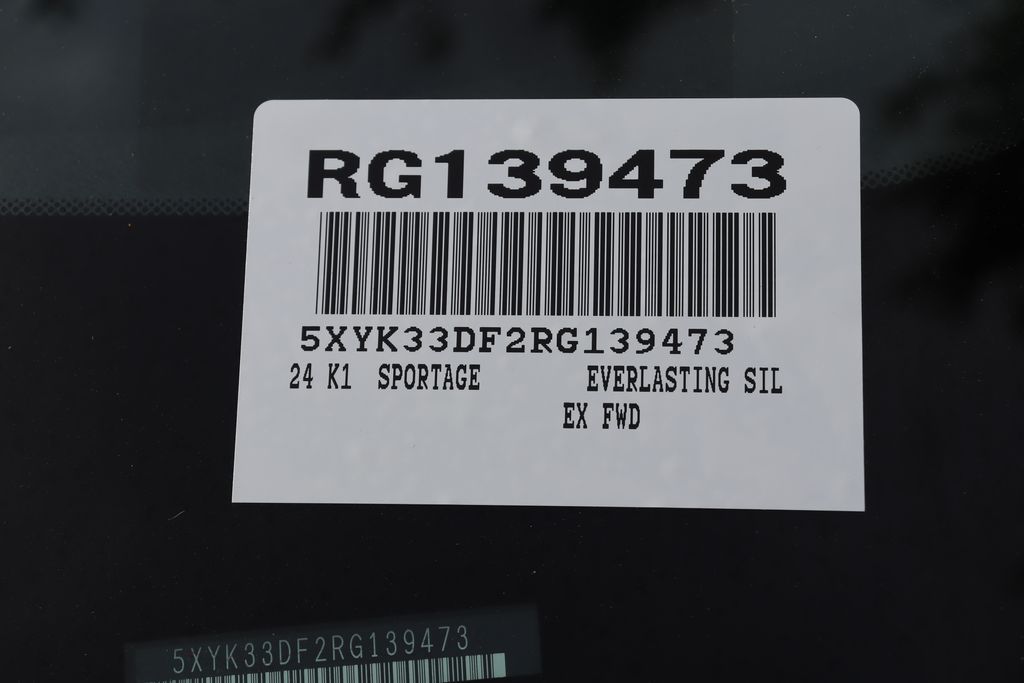 RG139473
5XYK33DF2RG139473
24 K1 SPORTAGE EVERLASTING SIL
EX FWD
5XYK33DF2RG139473